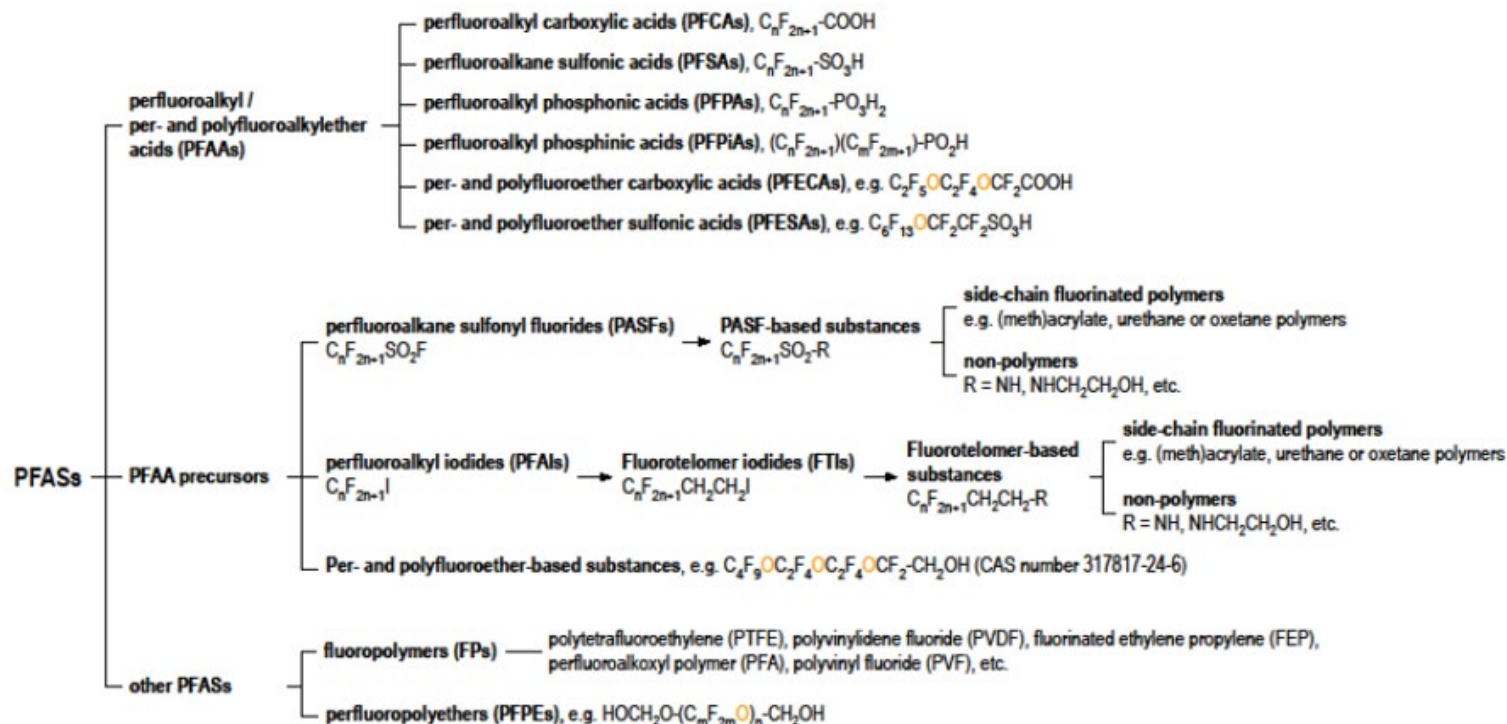 perfluoroalkyl carboxylic acids (PFCAs), CₙF₂ₙ₊₁-COOH
perfluoroalkane sulfonic acids (PFSAs), CₙF₂ₙ₊₁-SO₃H
perfluoroalkyl /
per- and polyfluoroalkylether
acids (PFAAs)
perfluoroalkyl phosphonic acids (PFPAs), CₙF₂ₙ₊₁-PO₃H₂
perfluoroalkyl phosphinic acids (PFPiAs), (CₙF₂ₙ₊₁)(CₘF₂ₘ₊₁)-PO₂H
per- and polyfluoroether carboxylic acids (PFECAs), e.g. C₂F₅OC₂F₄OCF₂COOH
per- and polyfluoroether sulfonic acids (PFESAs), e.g. C₆F₁₃OCF₂CF₂SO₃H
PFASs
PFAA precursors
perfluoroalkane sulfonyl fluorides (PASFs)
CₙF₂ₙ₊₁SO₂F
PASF-based substances
CₙF₂ₙ₊₁SO₂-R
side-chain fluorinated polymers
e.g. (meth)acrylate, urethane or oxetane polymers
non-polymers
R = NH, NHCH₂CH₂OH, etc.
perfluoroalkyl iodides (PFAIs)
CₙF₂ₙ₊₁I
Fluorotelomer iodides (FTIs)
CₙF₂ₙ₊₁CH₂CH₂I
Fluorotelomer-based
substances
CₙF₂ₙ₊₁CH₂CH₂-R
side-chain fluorinated polymers
e.g. (meth)acrylate, urethane or oxetane polymers
non-polymers
R = NH, NHCH₂CH₂OH, etc.
Per- and polyfluoroether-based substances, e.g. C₄F₉OC₂F₄OC₂F₄OCF₂-CH₂OH (CAS number 317817-24-6)
other PFASs
fluoropolymers (FPs)
polytetrafluoroethylene (PTFE), polyvinylidene fluoride (PVDF), fluorinated ethylene propylene (FEP),
perfluoroalkoxyl polymer (PFA), polyvinyl fluoride (PVF), etc.
perfluoropolyethers (PFPEs), e.g. HOCH₂O-(CₘF₂ₘO)ₙ-CH₂OH